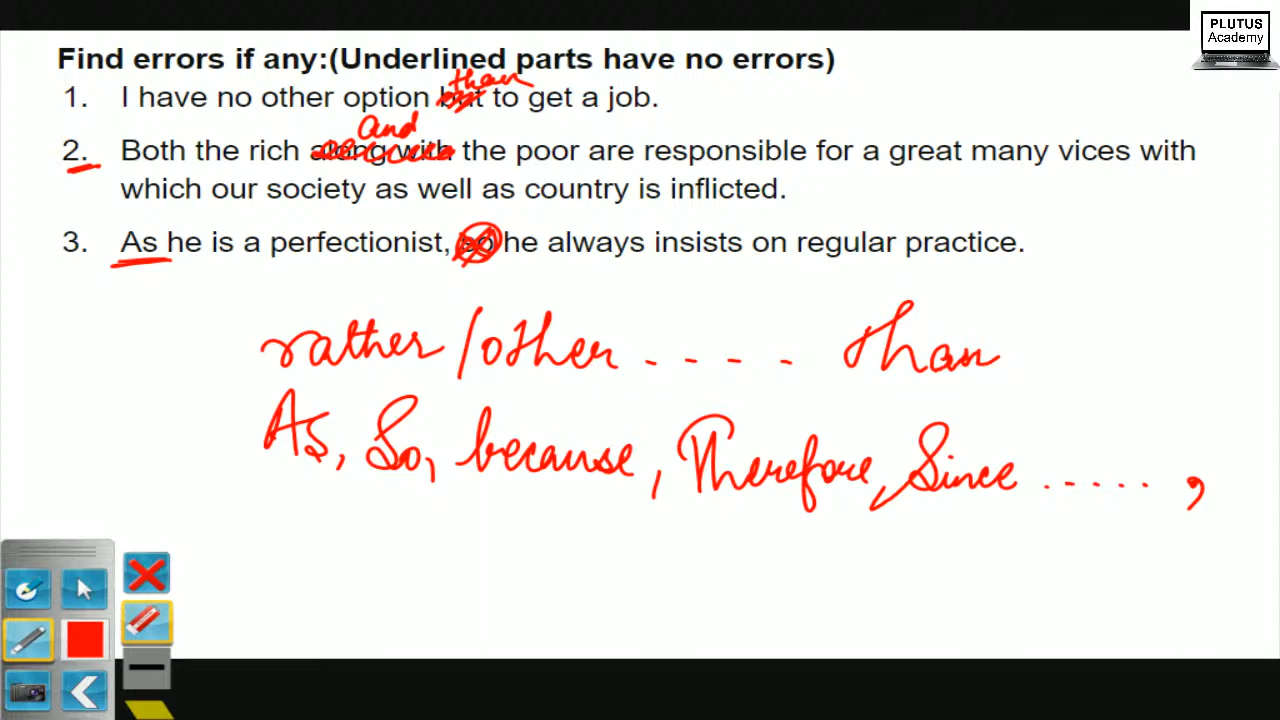 PLUTUS
Academy
Find errors if any:(Underlined parts have no errors)
than
1. I have no other option but to get a job.
and
2. Both the rich along with the poor are responsible for a great many vices with
which our society as well as country is inflicted.
3. As he is a perfectionist, so he always insists on regular practice.
rather/other .... than
As, So, because, Therefore, Since ..... ,